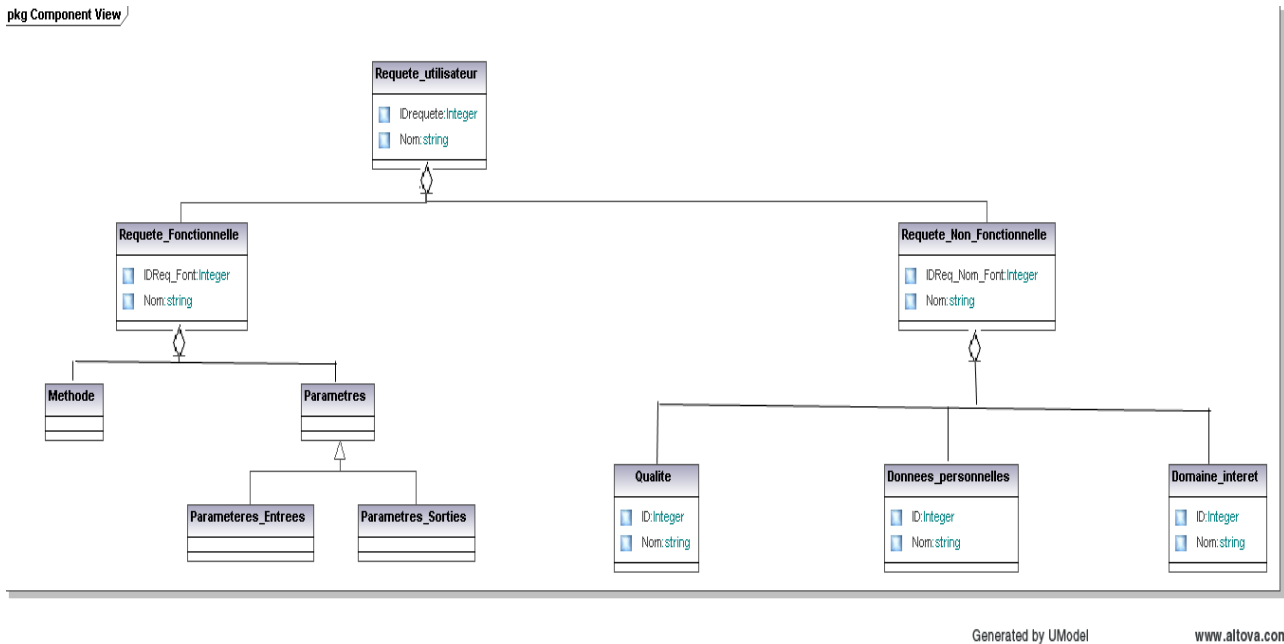 pkg Component View
Requete_utilisateur
IDrequete:Integer
Nom:string
Requete_Fonctionnelle
IDReq_Font:Integer
Nom:string
Requete_Non_Fonctionnelle
IDReq_Nom_Font:Integer
Nom:string
Methode
Parametres
Parameteres_Entrees
Parametres_Sorties
Qualite
ID:Integer
Nom:string
Donnees_personnelles
ID:Integer
Nom:string
Domaine_interet
ID:Integer
Nom:string
Generated by UModel
www.altova.com